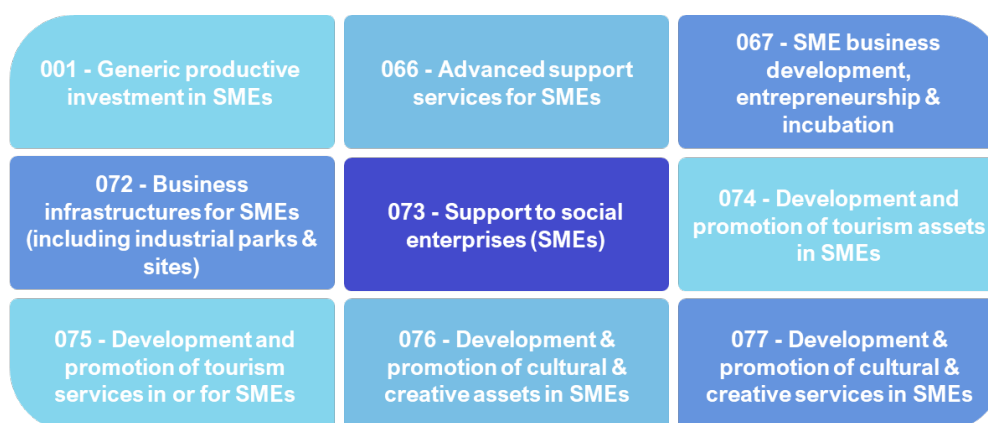 001 - Generic productive
investment in SMEs
066 - Advanced support
services for SMEs
067 - SME business
development,
entrepreneurship &
incubation
072 - Business
infrastructures for SMEs
(including industrial parks &
sites)
073 - Support to social
enterprises (SMEs)
074 - Development and
promotion of tourism assets
in SMEs
075 - Development and
promotion of tourism
services in or for SMEs
076 - Development &
promotion of cultural &
creative assets in SMEs
077 - Development &
promotion of cultural &
creative services in SMEs